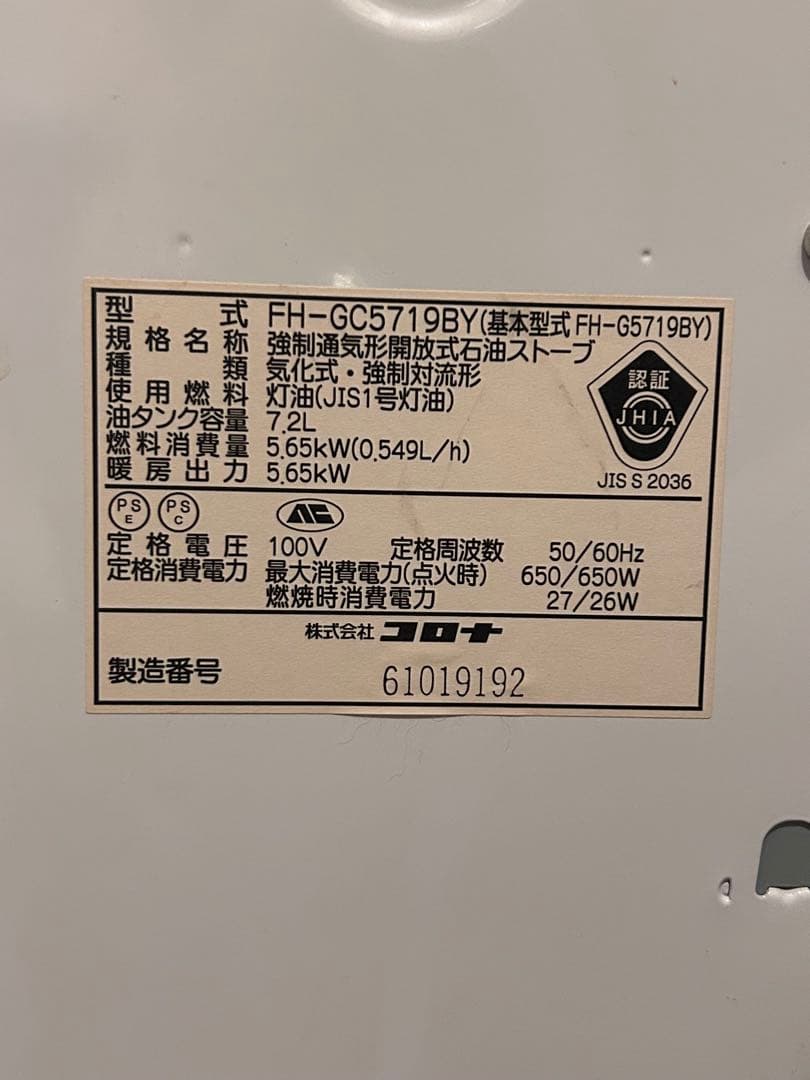 型式 FH-GC5719BY(基本型式 FH-G5719BY)
規格名称 強制通気形開放式石油ストーブ
種類 気化式・強制対流形
使用燃料 灯油(JIS1号灯油)
油タンク容量 7.2L
燃料消費量 5.65kW(0.549L/h)
暖房出力 5.65kW
認証
JHIA
JIS S 2036
PS E PS C
定格電圧 100V 定格周波数 50/60Hz
定格消費電力 最大消費電力(点火時) 650/650W
燃焼時消費電力 27/26W
株式会社 コロナ
製造番号 61019192